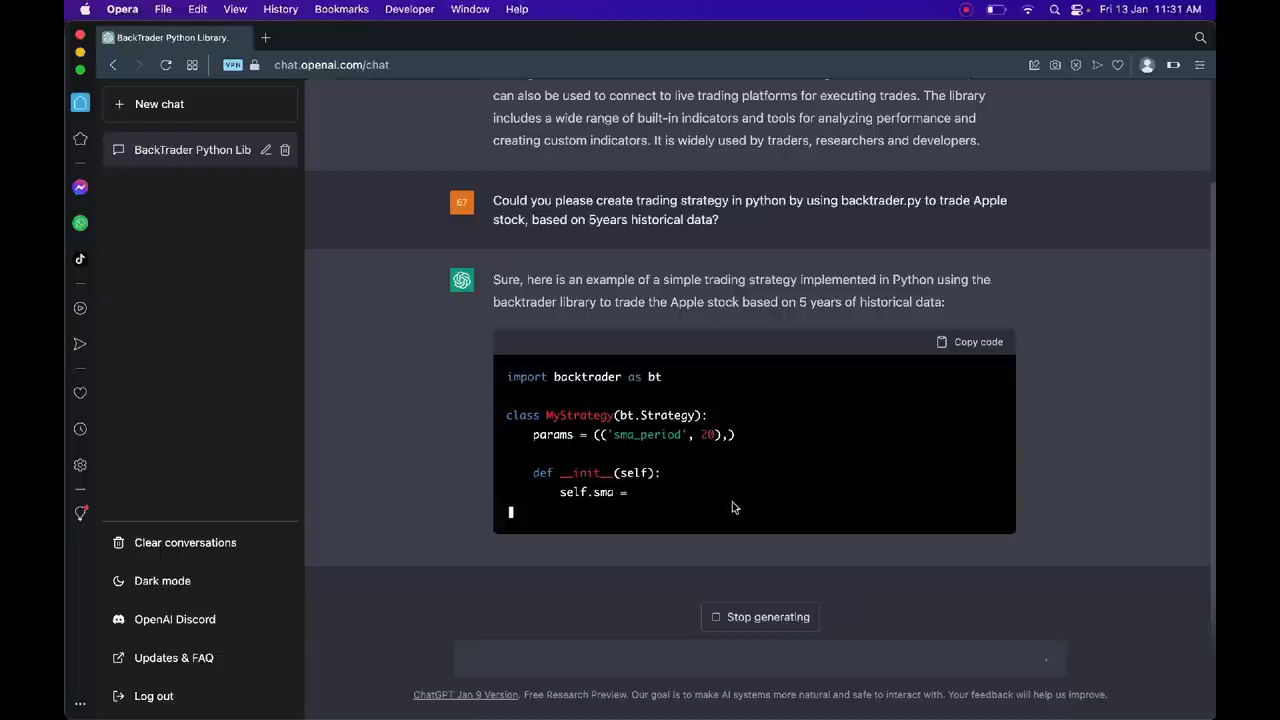 Opera File Edit View History Bookmarks Developer Window Help Fri 13 Jan 11:31 AM
BackTrader Python Library.
VPN chat.openai.com/chat
New chat
BackTrader Python Lib
can also be used to connect to live trading platforms for executing trades. The library
includes a wide range of built-in indicators and tools for analyzing performance and
creating custom indicators. It is widely used by traders, researchers and developers.
67
Could you please create trading strategy in python by using backtrader.py to trade Apple
stock, based on 5years historical data?
Sure, here is an example of a simple trading strategy implemented in Python using the
backtrader library to trade the Apple stock based on 5 years of historical data:
Copy code
import backtrader as bt
class MyStrategy(bt.Strategy):
params = (('sma_period', 20),)
def __init__(self):
self.sma =
Clear conversations
Dark mode
OpenAI Discord
Updates & FAQ
Log out
Stop generating
ChatGPT Jan 9 Version. Free Research Preview. Our goal is to make AI systems more natural and safe to interact with. Your feedback will help us improve.